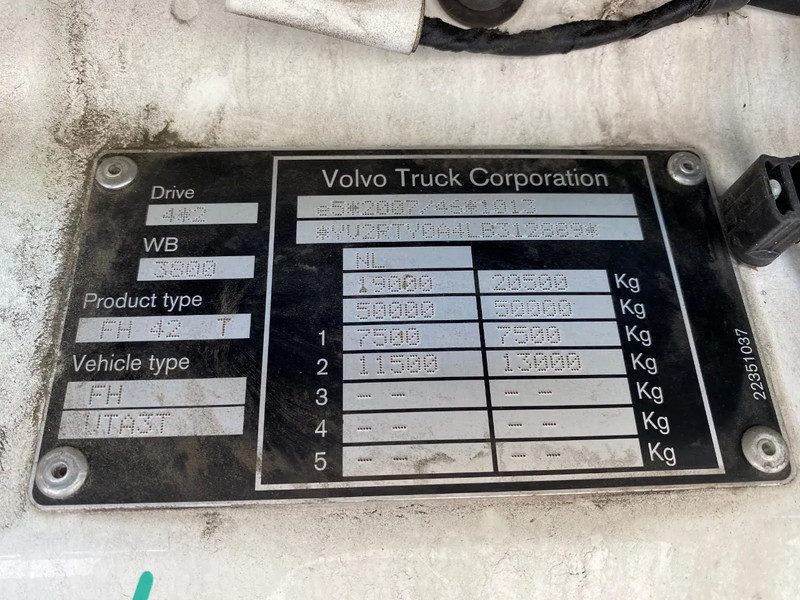 Volvo Truck Corporation
Drive
4*2
WB
3800
Product type
FH 42 T
Vehicle type
FH
VTA3T
e5*2007/46*1013
*YV2RTY0A4LB312889*
NL
19000 20500 Kg
50000 50000
1 7500 7500 Kg
2 11500 13000 Kg
3 -- -- -- -- Kg
4 -- -- -- -- Kg
5 -- -- -- -- Kg
22351037